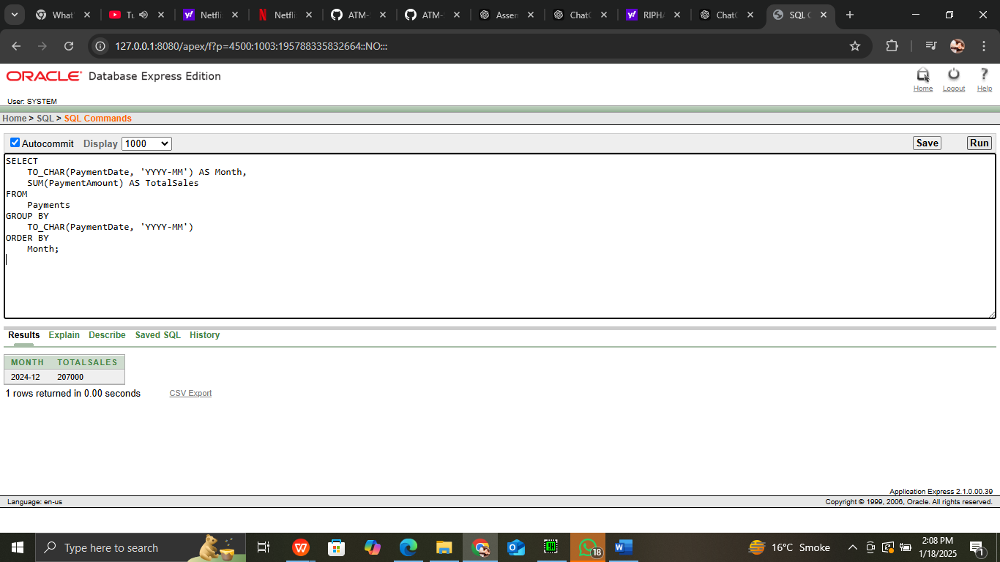 What'
Tu
Netfli
Netfli
ATM-
ATM-
Assen
ChatG
RIPH
ChatG
SQL C
127.0.0.1:8080/apex/f?p=4500:1003:195788335832664::NO:::
ORACLE Database Express Edition
Home Logout Help
User: SYSTEM
Home > SQL > SQL Commands
Autocommit Display 1000 Save Run
SELECT
TO_CHAR(PaymentDate, 'YYYY-MM') AS Month,
SUM(PaymentAmount) AS TotalSales
FROM
Payments
GROUP BY
TO_CHAR(PaymentDate, 'YYYY-MM')
ORDER BY
Month;
Results Explain Describe Saved SQL History
MONTH TOTALSALES
2024-12 207000
1 rows returned in 0.00 seconds CSV Export
Application Express 2.1.0.00.39
Language: en-us Copyright © 1999, 2006, Oracle. All rights reserved.
Type here to search
18
16°C Smoke
2:08 PM
1/18/2025
1